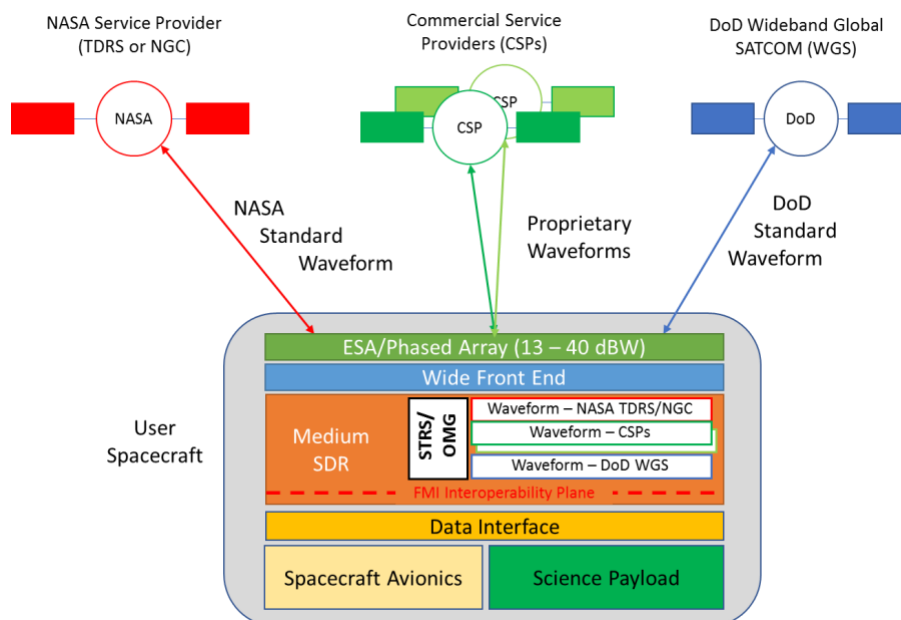 NASA Service Provider
(TDRS or NGC)
Commercial Service
Providers (CSPs)
DoD Wideband Global
SATCOM (WGS)
NASA
CSP
CSP
DoD
NASA
Standard
Waveform
Proprietary
Waveforms
DoD
Standard
Waveform
User
Spacecraft
ESA/Phased Array (13 – 40 dBW)
Wide Front End
Medium
SDR
STRS/
OMG
Waveform – NASA TDRS/NGC
Waveform – CSPs
Waveform – DoD WGS
FMI Interoperability Plane
Data Interface
Spacecraft Avionics
Science Payload